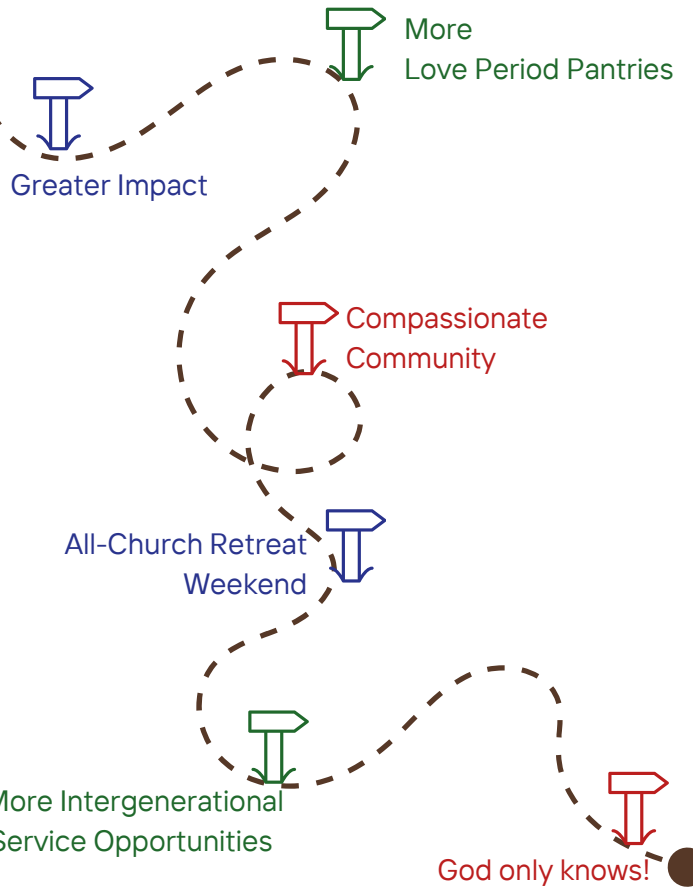 More
Love Period Pantries
Greater Impact
Compassionate
Community
All-Church Retreat
Weekend
More Intergenerational
Service Opportunities
God only knows!